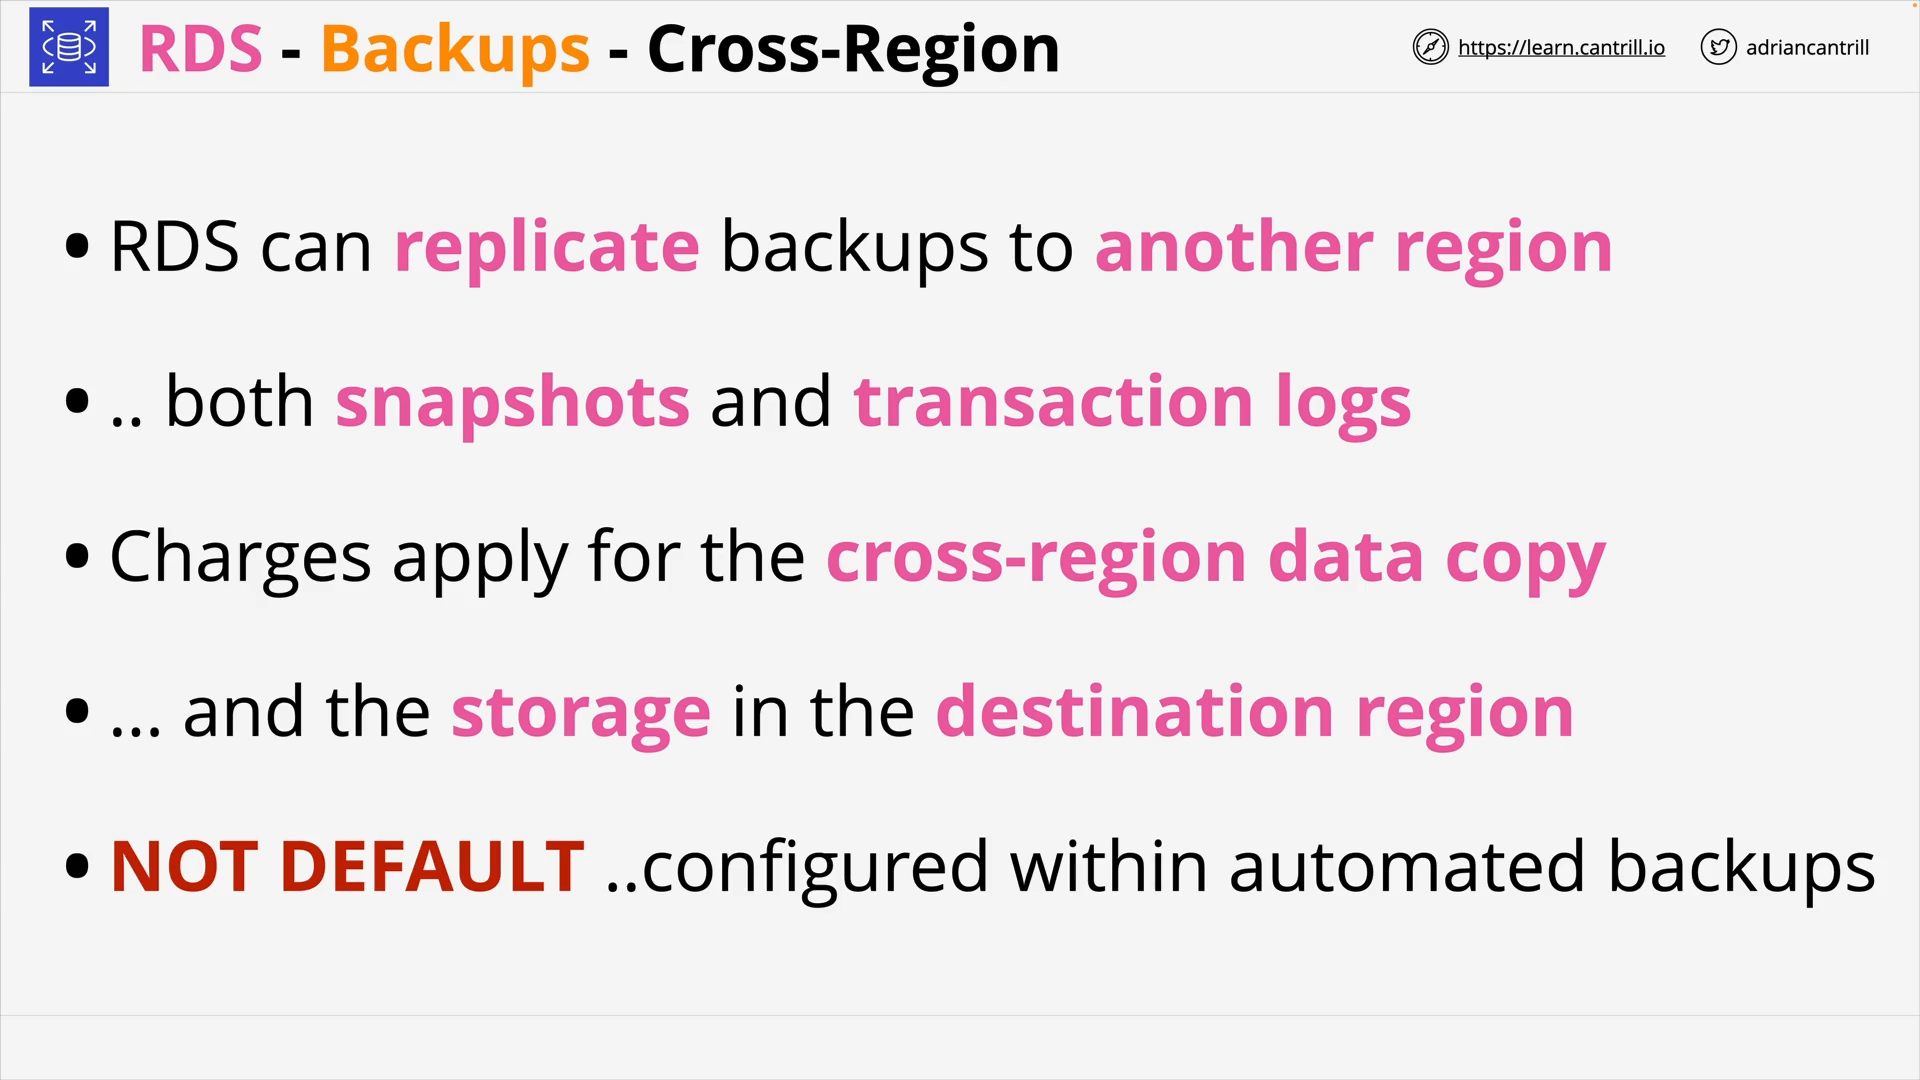 RDS - Backups - Cross-Region
https://learn.cantrill.io
adriancantrill
• RDS can replicate backups to another region
• .. both snapshots and transaction logs
• Charges apply for the cross-region data copy
• ... and the storage in the destination region
• NOT DEFAULT ..configured within automated backups